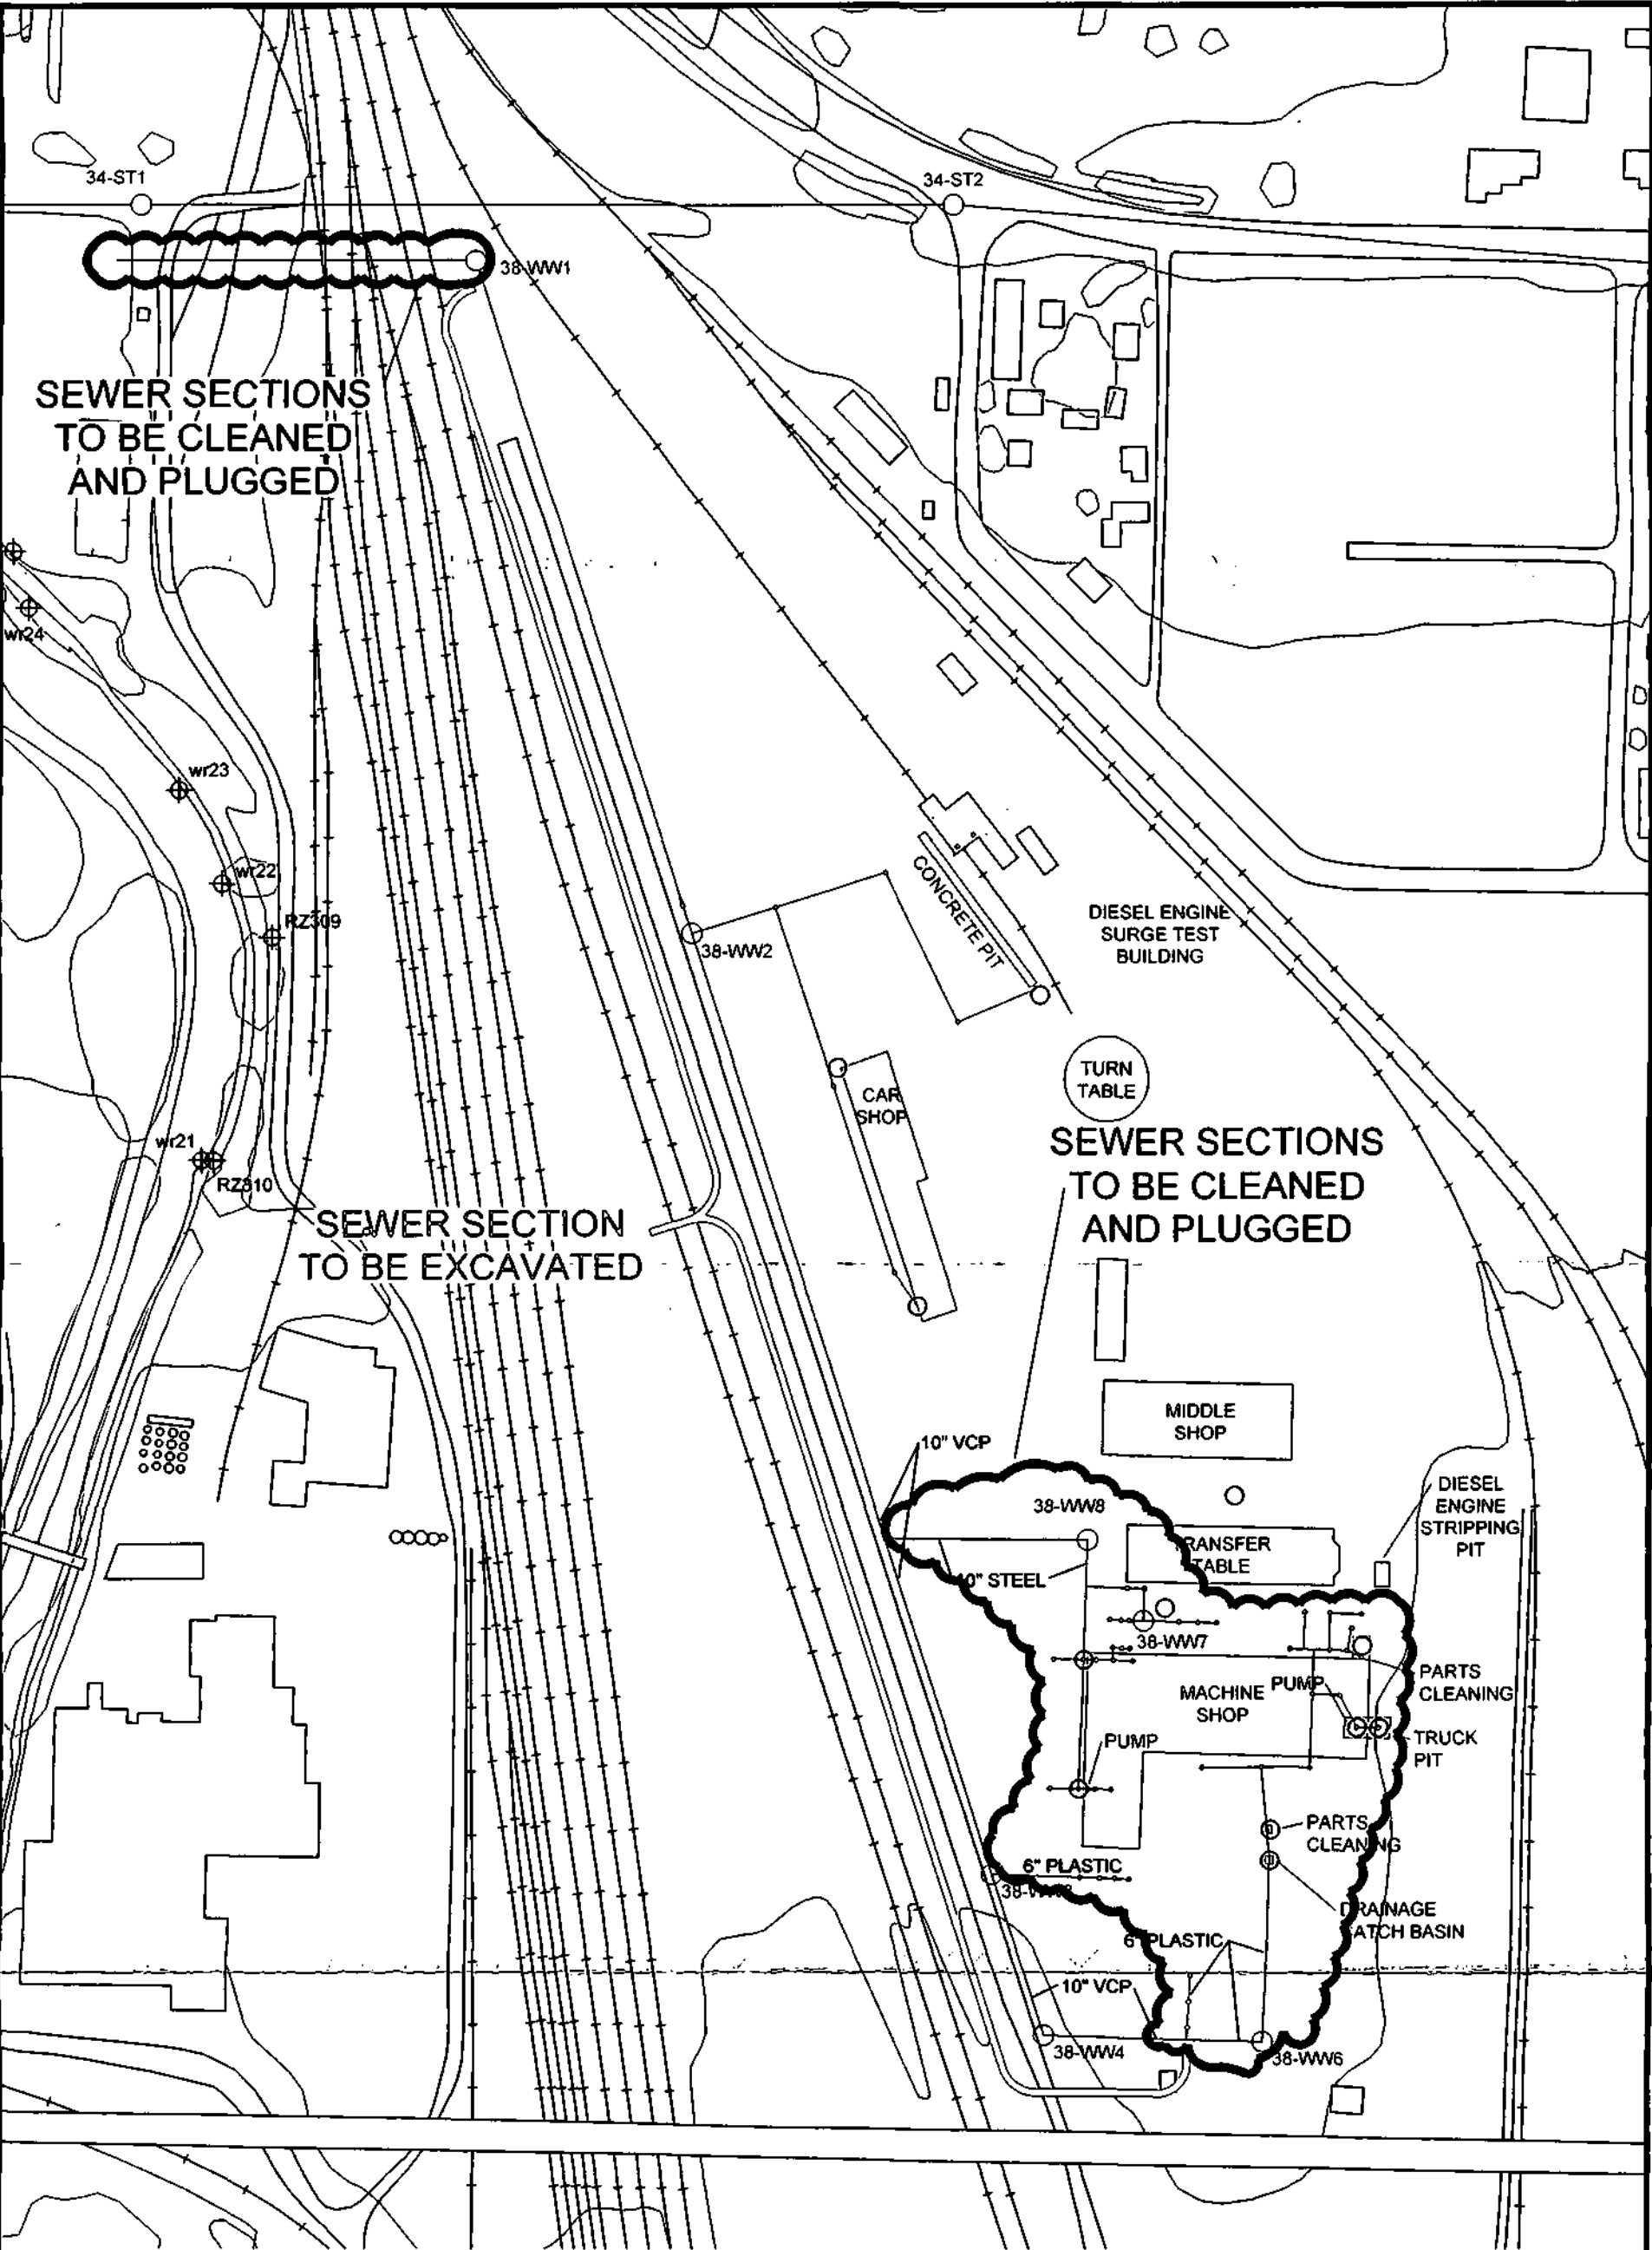 34-ST1
34-ST2
38-WW1
SEWER SECTIONS
TO BE CLEANED
AND PLUGGED
wr24
wr23
wr22
RZ309
CONCRETE PIT
DIESEL ENGINE
SURGE TEST
BUILDING
38-WW2
TURN
TABLE
CAR
SHOP
SEWER SECTIONS
TO BE CLEANED
AND PLUGGED
wr21
RZ310
SEWER SECTION
TO BE EXCAVATED
MIDDLE
SHOP
10" VCP
DIESEL
ENGINE
STRIPPING
PIT
38-WW8
TRANSFER
TABLE
10" STEEL
38-WW7
PARTS
CLEANING
MACHINE
SHOP
PUMP
TRUCK
PIT
PUMP
PARTS
CLEANING
6" PLASTIC
DRAINAGE
CATCH BASIN
6" PLASTIC
10" VCP
38-WW4
38-WW6